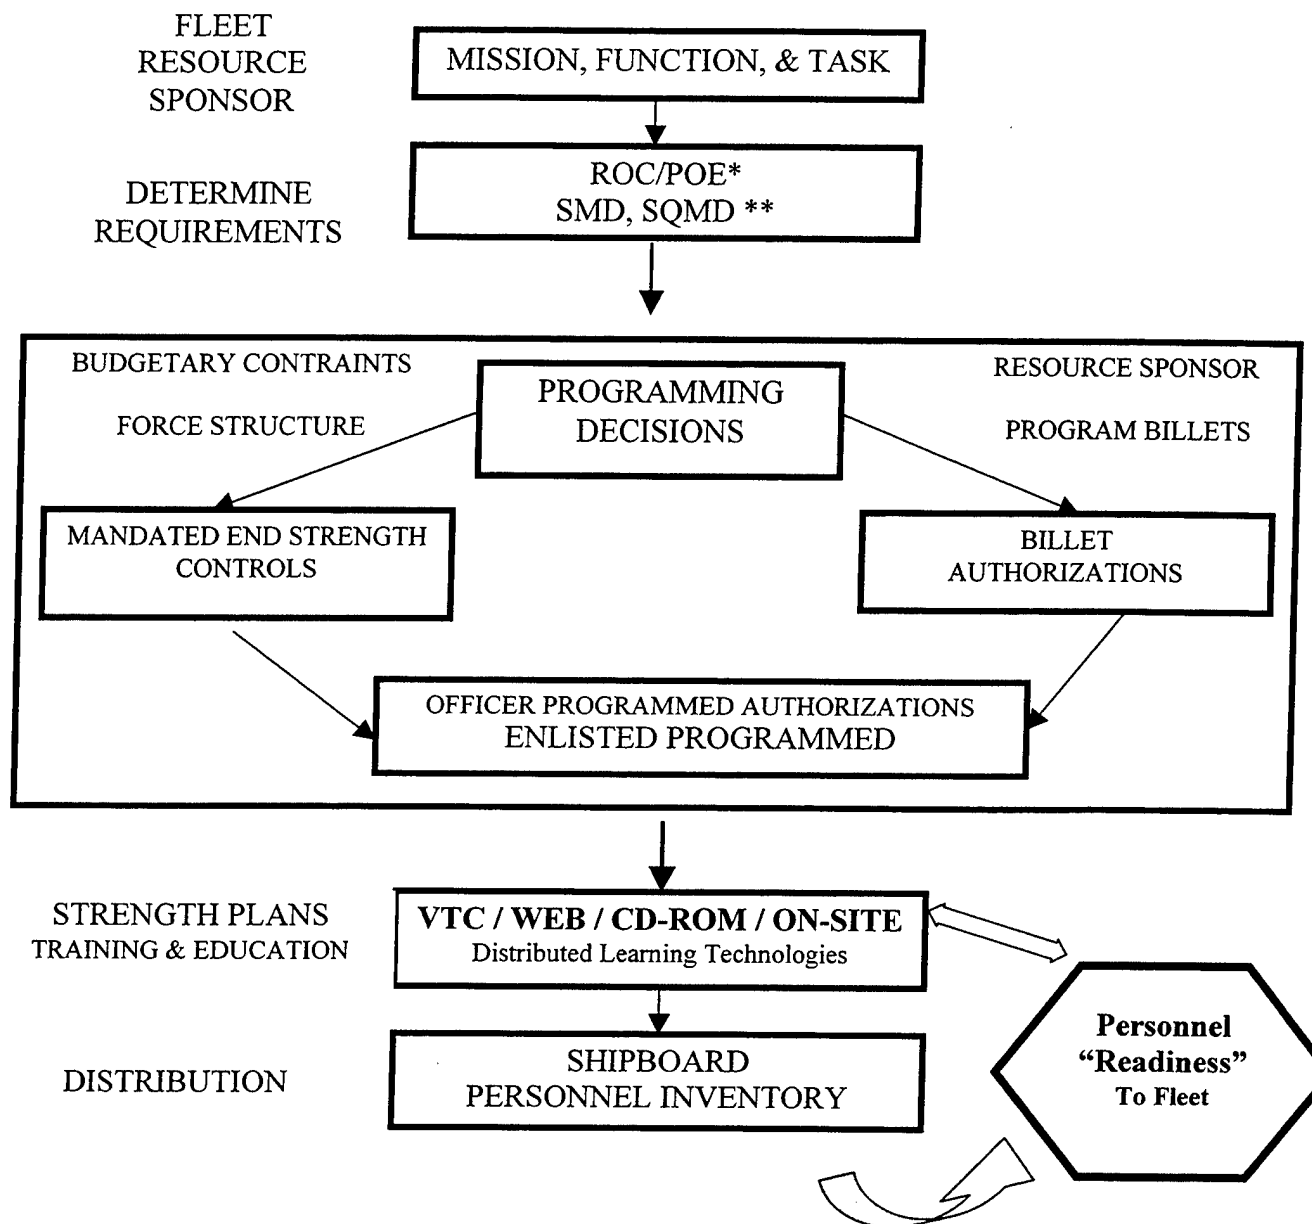 FLEET
RESOURCE
SPONSOR
MISSION, FUNCTION, & TASK
DETERMINE
REQUIREMENTS
ROC/POE*
SMD, SQMD **
BUDGETARY CONTRAINTS
FORCE STRUCTURE
PROGRAMMING
DECISIONS
RESOURCE SPONSOR
PROGRAM BILLETS
MANDATED END STRENGTH
CONTROLS
BILLET
AUTHORIZATIONS
OFFICER PROGRAMMED AUTHORIZATIONS
ENLISTED PROGRAMMED
STRENGTH PLANS
TRAINING & EDUCATION
VTC / WEB / CD-ROM / ON-SITE
Distributed Learning Technologies
DISTRIBUTION
SHIPBOARD
PERSONNEL INVENTORY
Personnel
“Readiness”
To Fleet